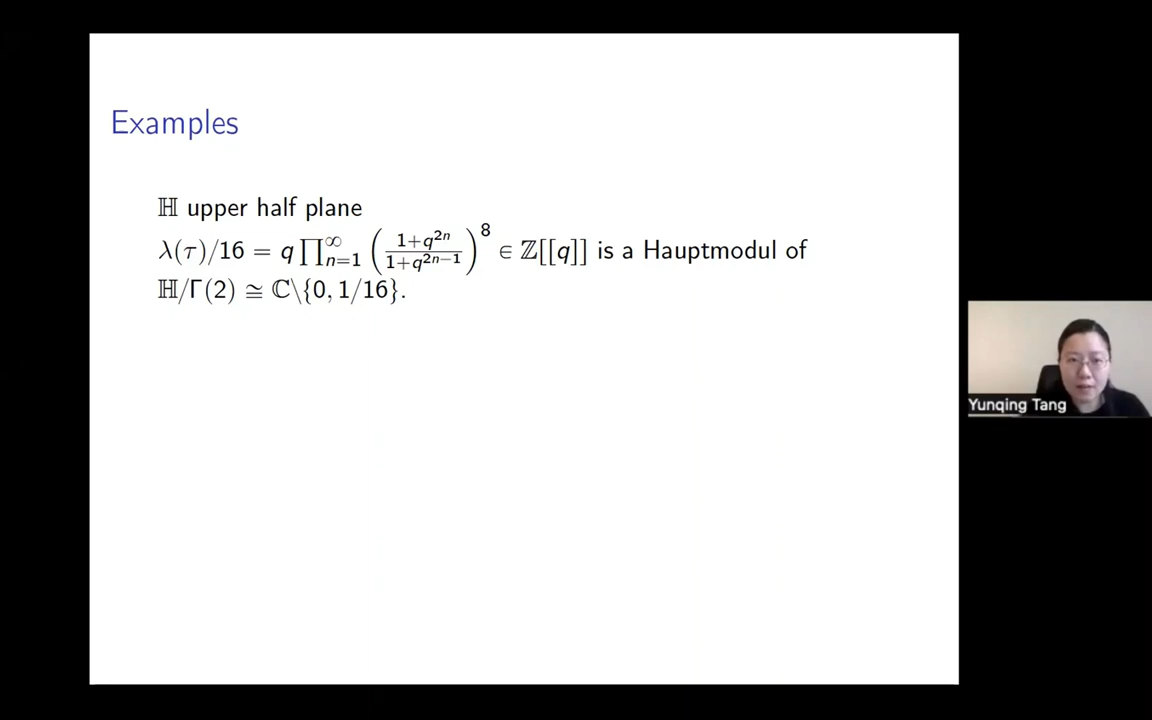 Examples
ℍ upper half plane
λ(τ)/16 = q ∏_{n=1}^{∞} ((1+q^{2n})/(1+q^{2n−1}))^8 ∈ ℤ[[q]] is a Hauptmodul of
ℍ/Γ(2) ≅ ℂ\{0, 1/16}.
Yunqing Tang